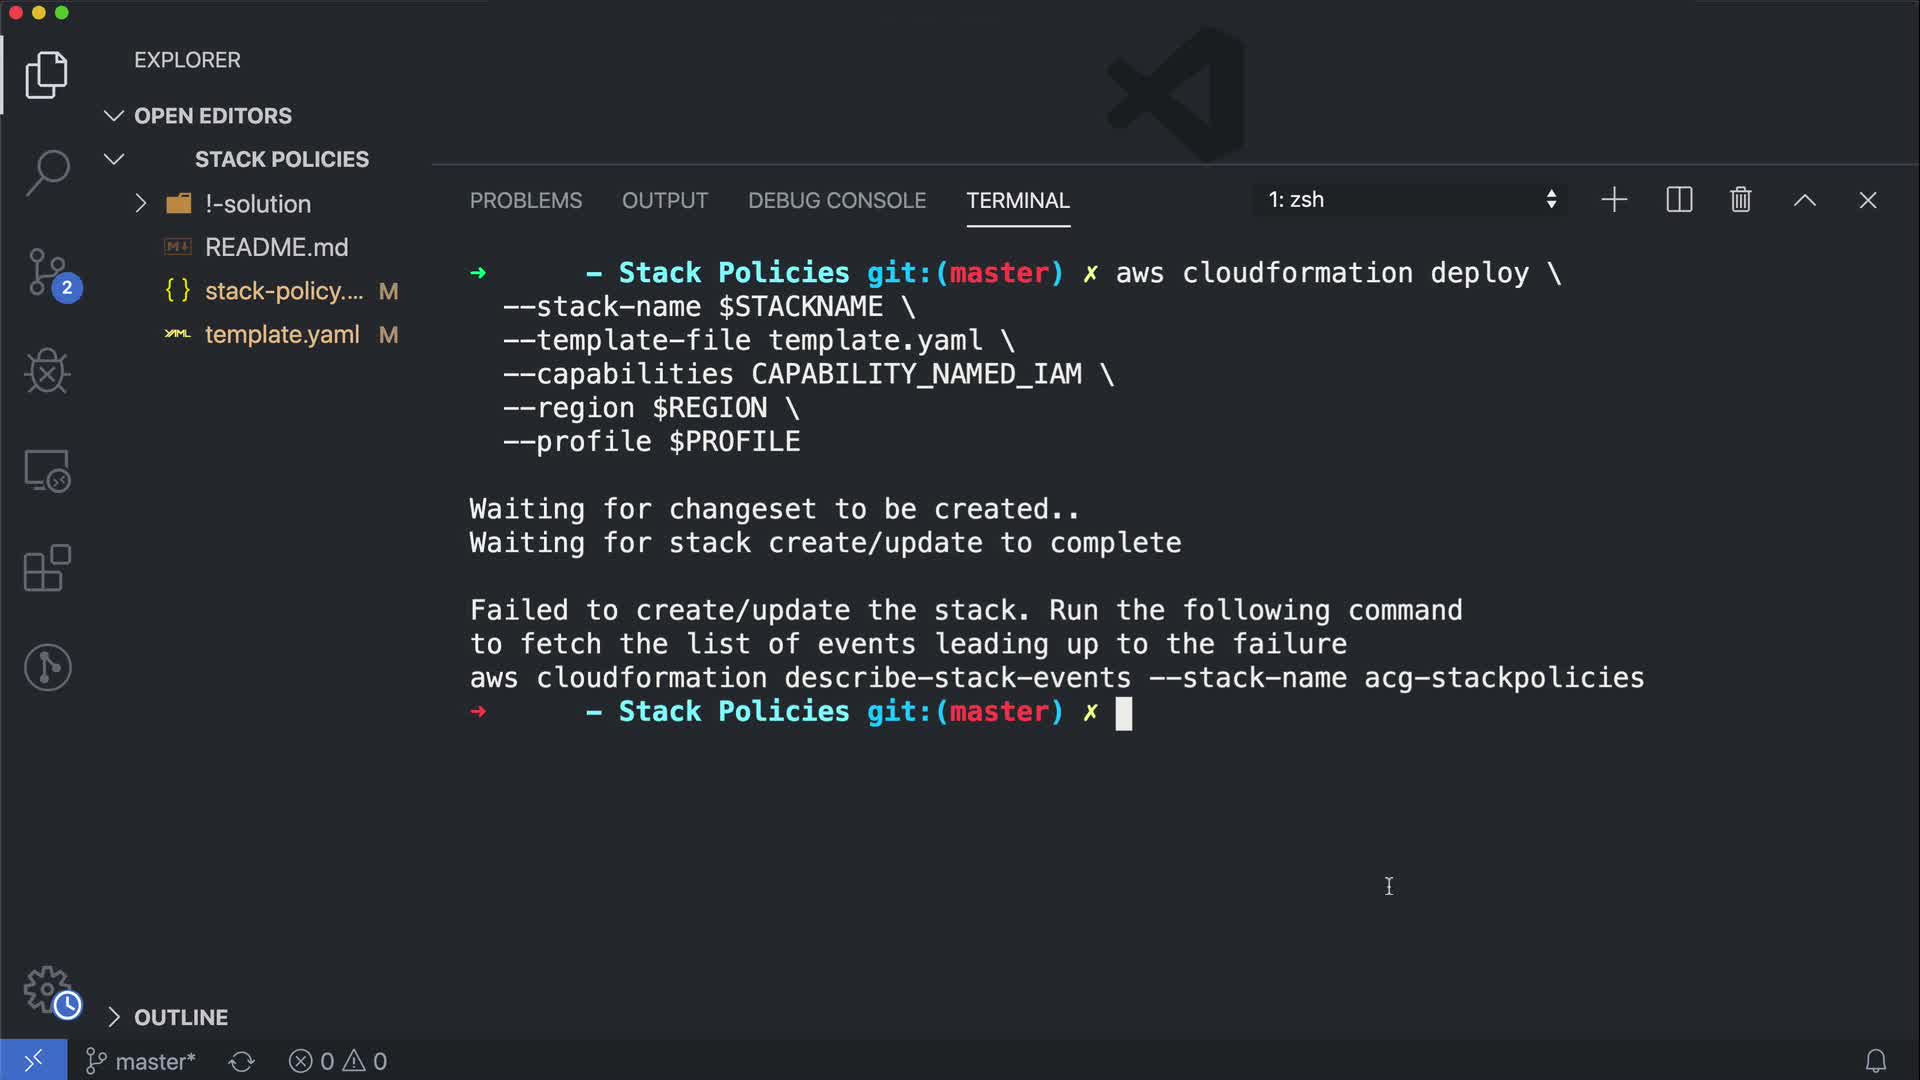 EXPLORER
OPEN EDITORS
STACK POLICIES
!-solution
README.md
{} stack-policy.... M
YAML template.yaml M
2
PROBLEMS OUTPUT DEBUG CONSOLE TERMINAL 1: zsh
➜ - Stack Policies git:(master) ✗ aws cloudformation deploy \
--stack-name $STACKNAME \
--template-file template.yaml \
--capabilities CAPABILITY_NAMED_IAM \
--region $REGION \
--profile $PROFILE
Waiting for changeset to be created..
Waiting for stack create/update to complete
Failed to create/update the stack. Run the following command
to fetch the list of events leading up to the failure
aws cloudformation describe-stack-events --stack-name acg-stackpolicies
➜ - Stack Policies git:(master) ✗
OUTLINE
master* 0 0